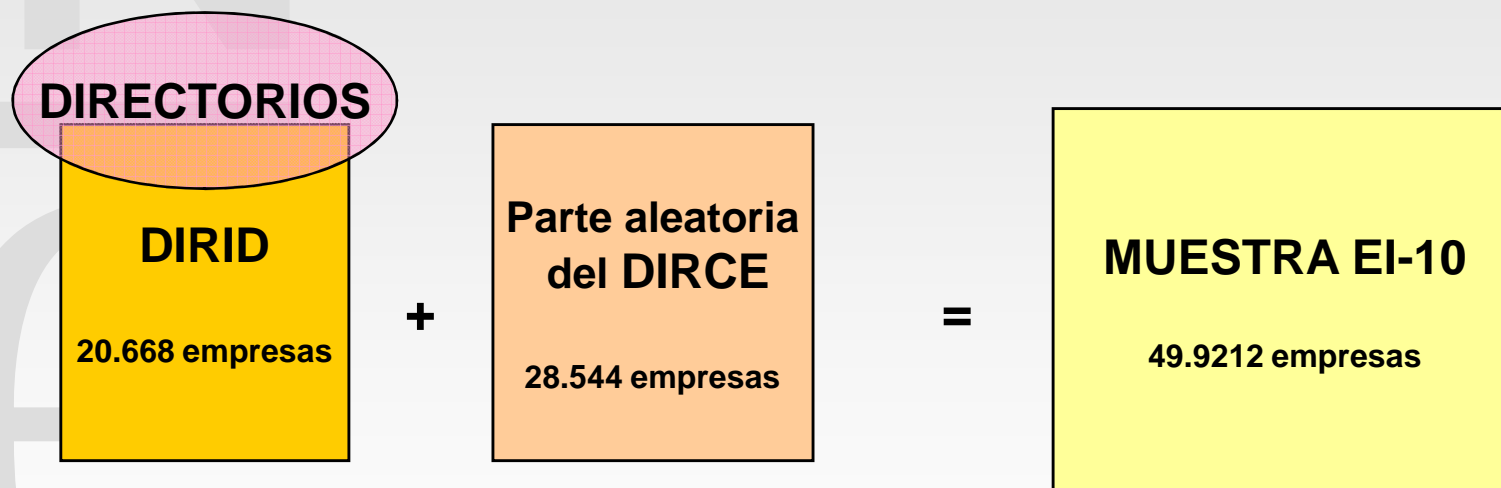 DIRECTORIOS
DIRID
20.668 empresas
+
Parte aleatoria
del DIRCE
28.544 empresas
=
MUESTRA EI-10
49.9212 empresas